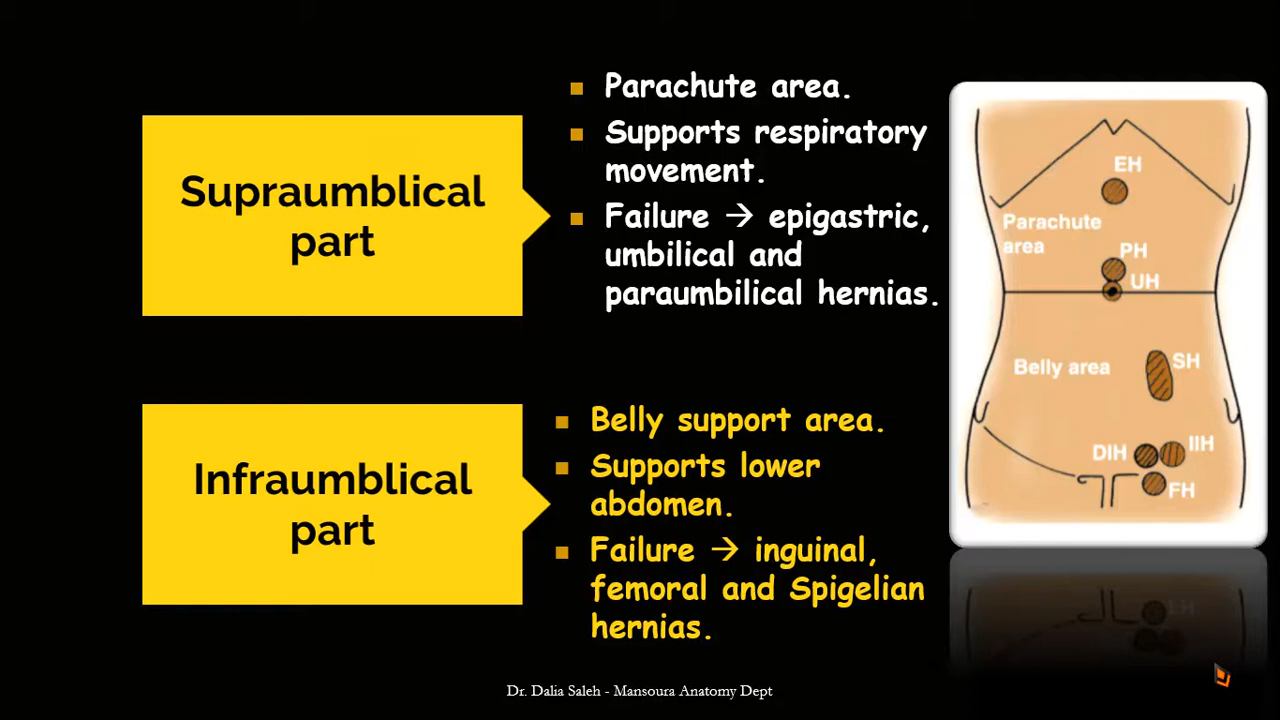 Supraumblical
part
Parachute area.
Supports respiratory
movement.
Failure → epigastric,
umbilical and
paraumbilical hernias.
Infraumblical
part
Belly support area.
Supports lower
abdomen.
Failure → inguinal,
femoral and Spigelian
hernias.
EH
Parachute
area
PH
UH
Belly area
SH
DIH
IIH
FH
Dr. Dalia Saleh - Mansoura Anatomy Dept